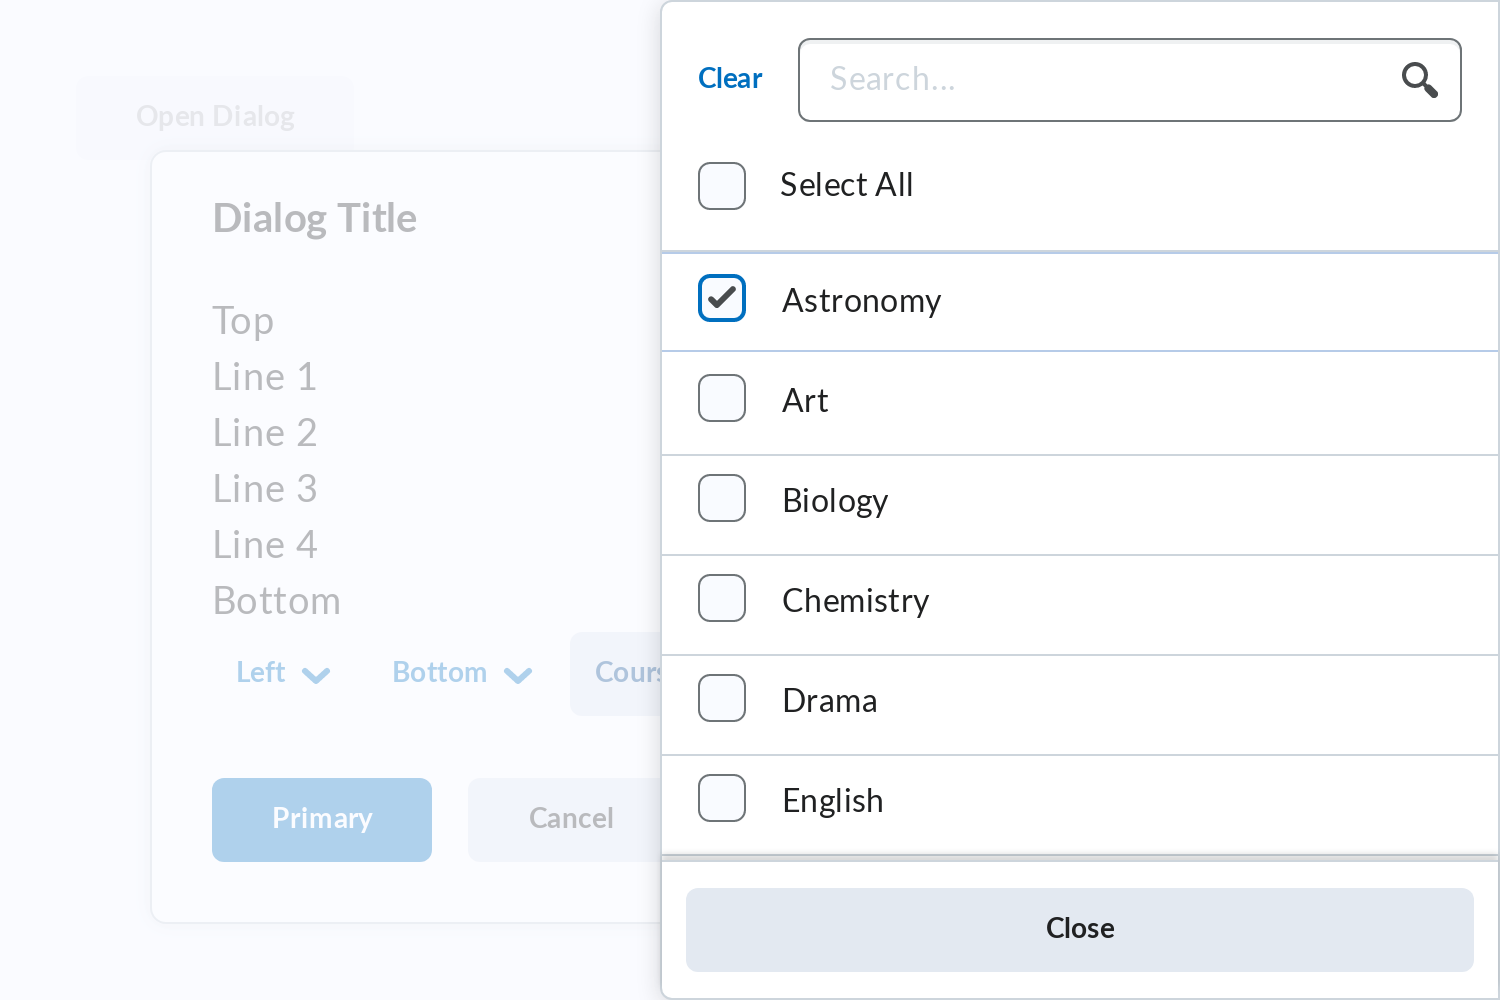 Open Dialog
Dialog Title
Top
Line 1
Line 2
Line 3
Line 4
Bottom
Left
Bottom
Primary
Cancel
Clear
Search...
Select All
Astronomy
Art
Biology
Chemistry
Drama
English
Close